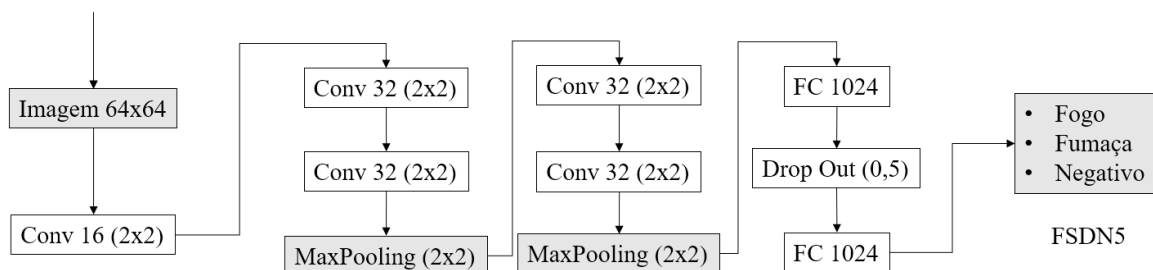 Imagem 64x64
Conv 16 (2x2)
Conv 32 (2x2)
Conv 32 (2x2)
MaxPooling (2x2)
Conv 32 (2x2)
Conv 32 (2x2)
MaxPooling (2x2)
FC 1024
Drop Out (0,5)
FC 1024
• Fogo
• Fumaça
• Negativo
FSDN5